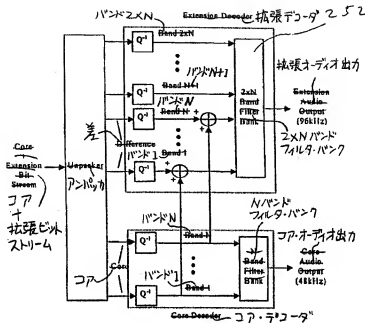 バンド2×N
Extension Decoder 拡張デコーダ 252
Q⁻¹ Band 2×N
バンドN+1
Q⁻¹ Band N+1
バンドN
Q⁻¹ Band N
差
Difference
バンド1
Band 1
Q⁻¹
2xN
Band
Filter
Bank
拡張オーディオ出力
Extension
Audio
Output
(96kHz)
2×Nバンド
フィルタ・バンク
Core
+
Extension
Bit
Stream
コア
+
拡張ビット
ストリーム
Unpacker
アンパッカ
バンドN
Q⁻¹
コア
Core
バンド1
Q⁻¹
Band 1
Nバンド
フィルタ・バンク
N
Band
Filter
Bank
コア・オーディオ出力
Core
Audio
Output
(48kHz)
Core Decoder コア・デコーダ